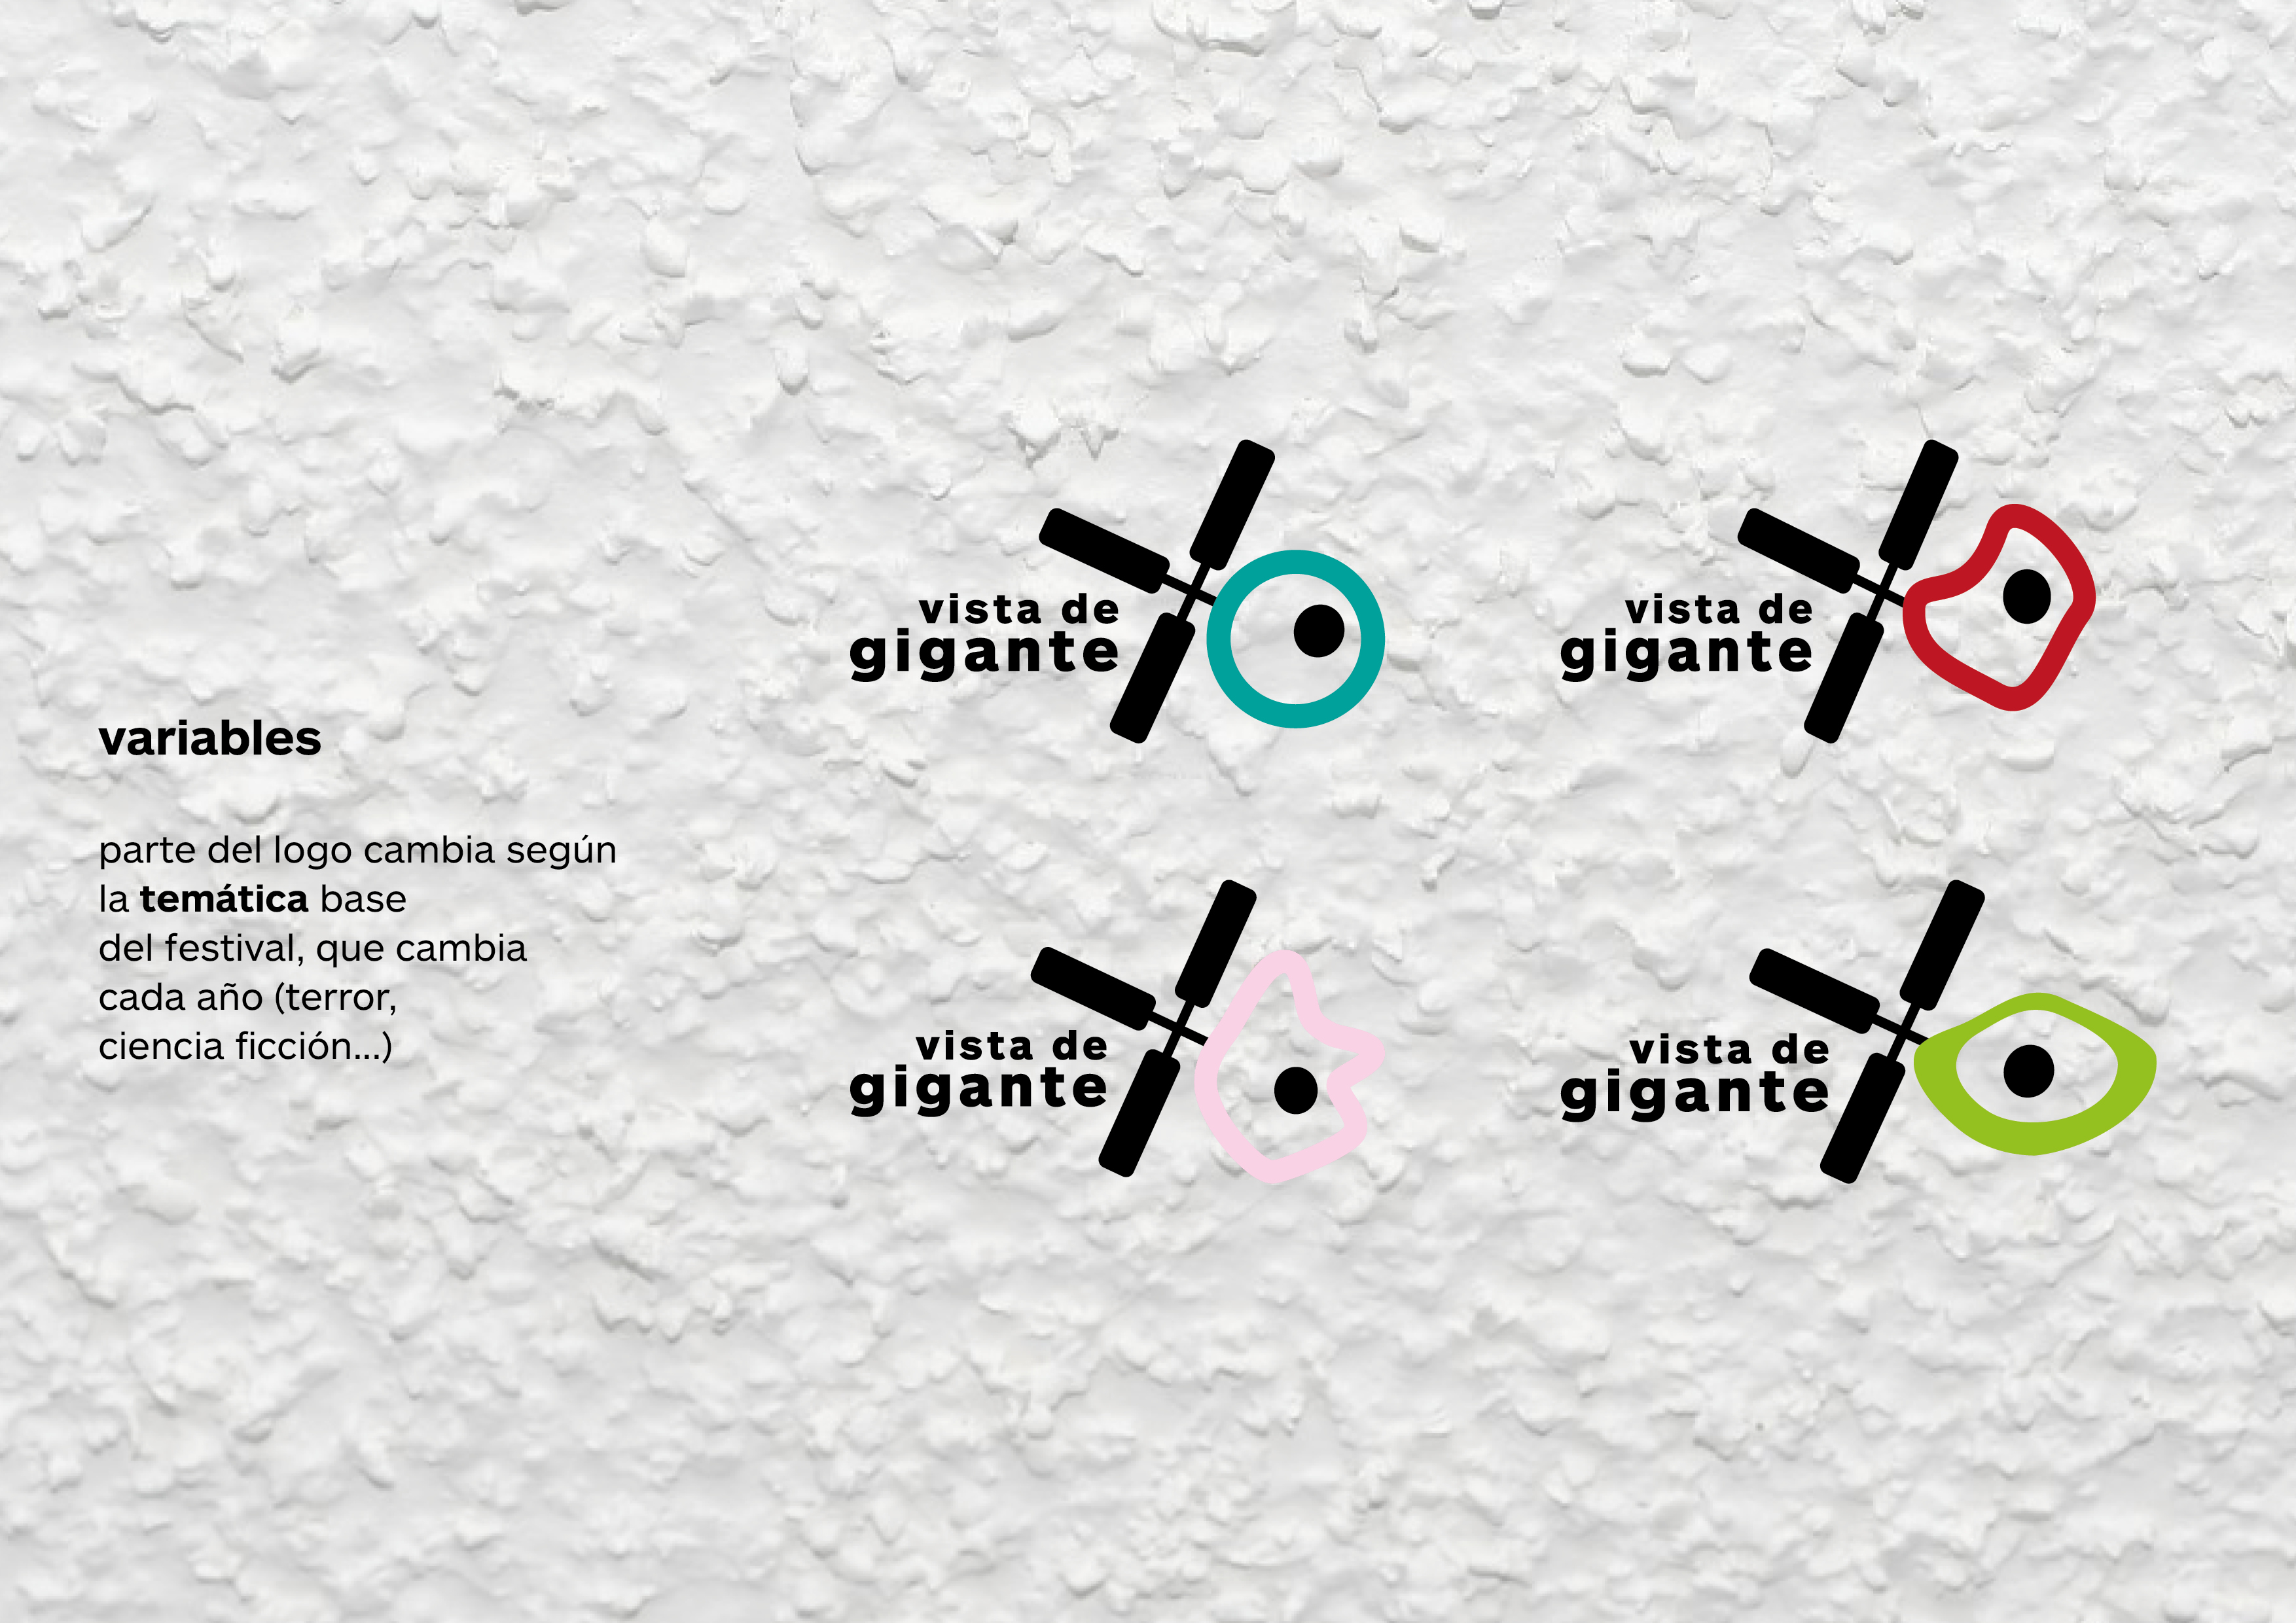 variables
parte del logo cambia según
la temática base
del festival, que cambia
cada año (terror,
ciencia ficción...)
vista de
gigante
vista de
gigante
vista de
gigante
vista de
gigante